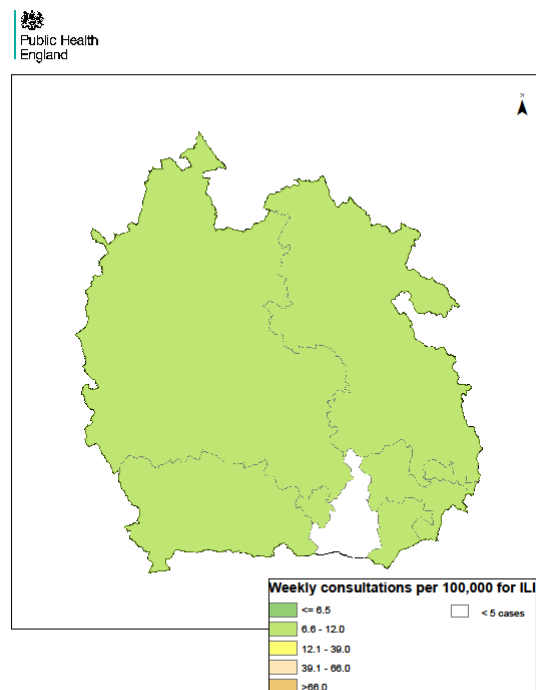 Public Health
England
N
Weekly consultations per 100,000 for ILI
<= 6.5
< 5 cases
6.6 - 12.0
12.1 - 39.0
39.1 - 66.0
>66.0